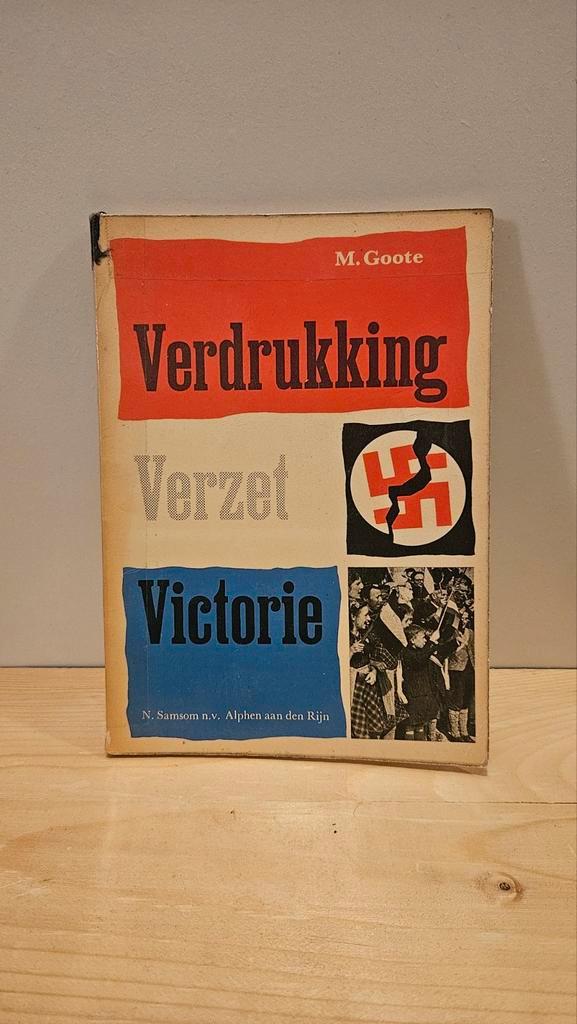 M. Goote
Verdrukking
Verzet
Victorie
N. Samsom n.v. Alphen aan den Rijn